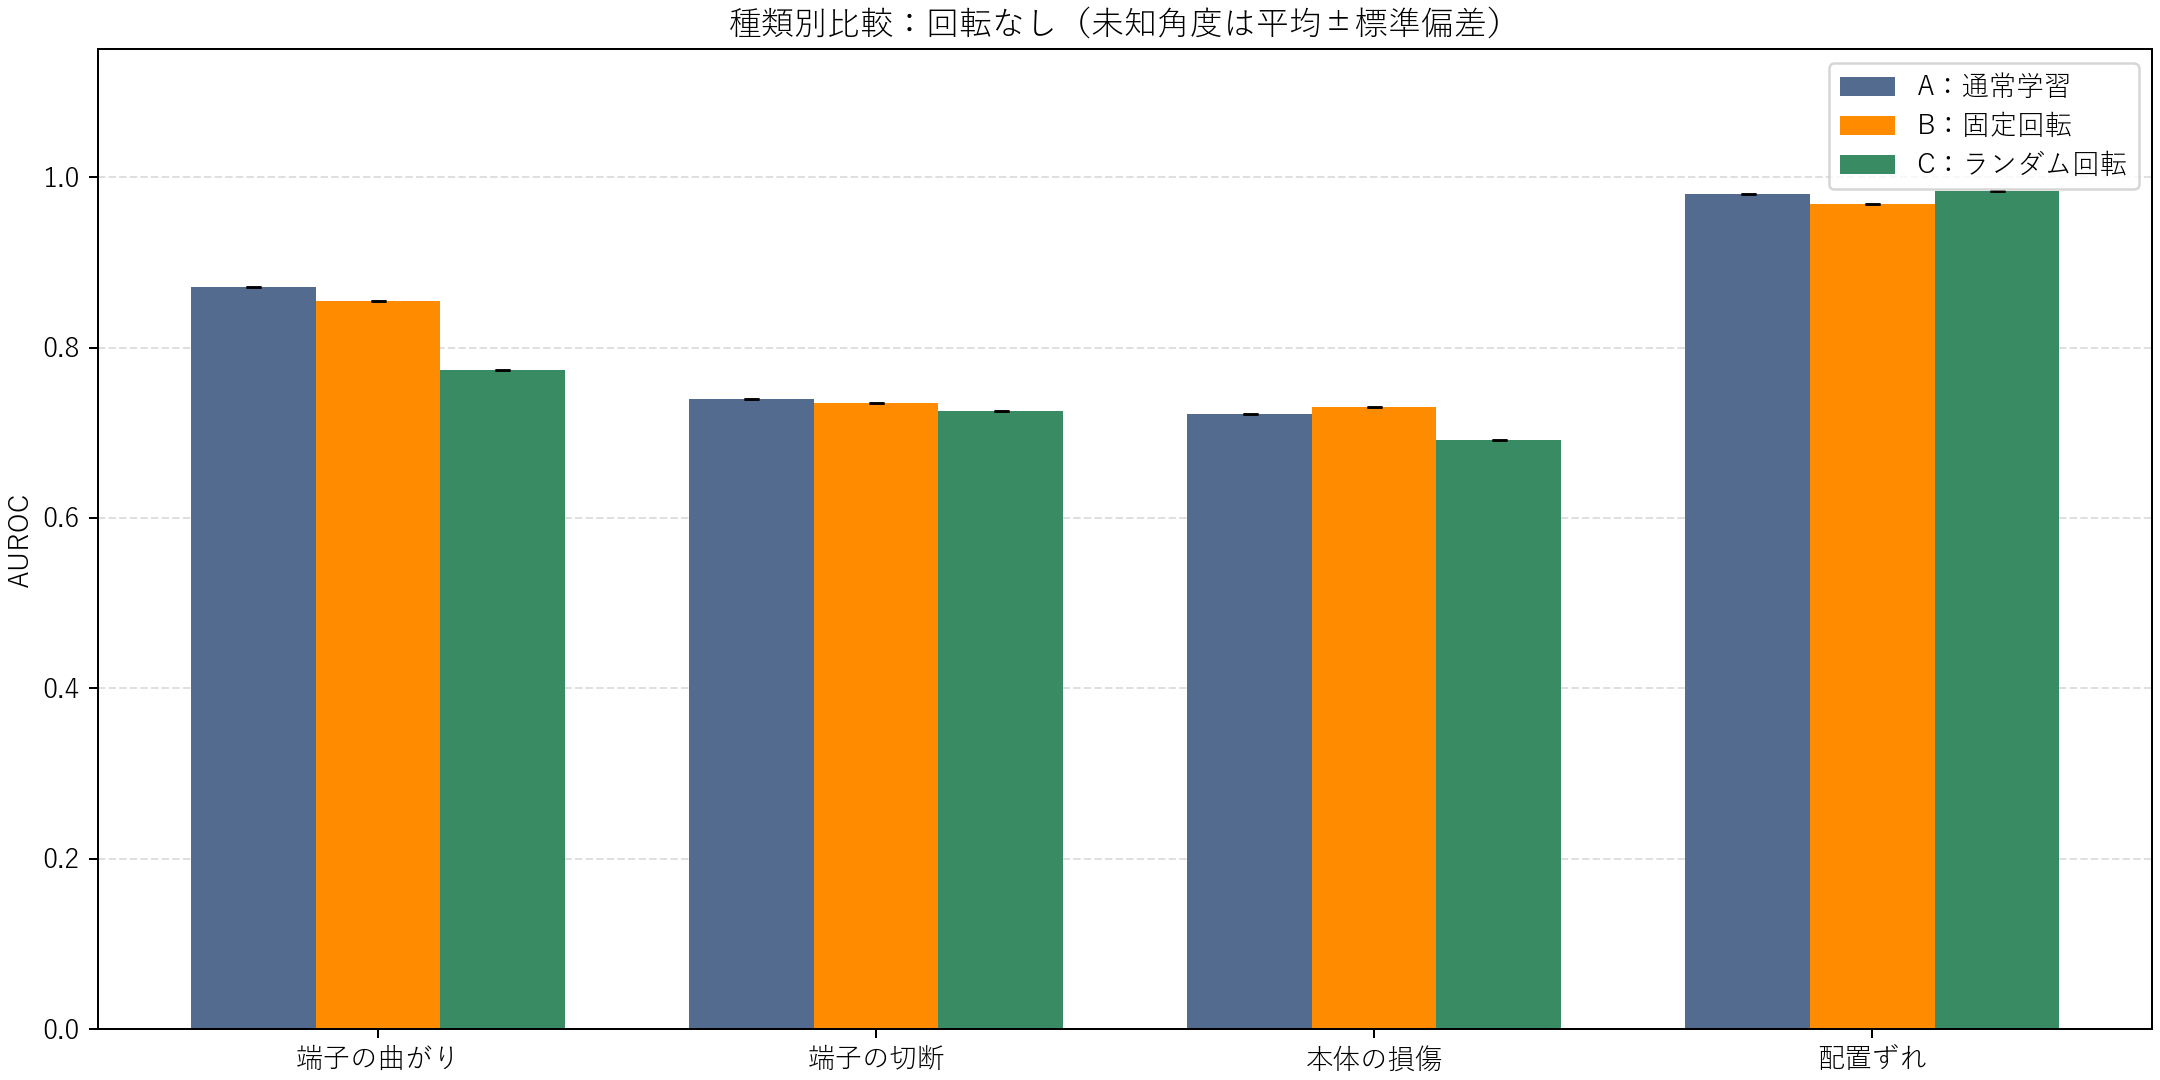 種類別比較：回転なし（未知角度は平均±標準偏差）
A：通常学習
B：固定回転
C：ランダム回転
AUROC
1.0
0.8
0.6
0.4
0.2
0.0
端子の曲がり
端子の切断
本体の損傷
配置ずれ